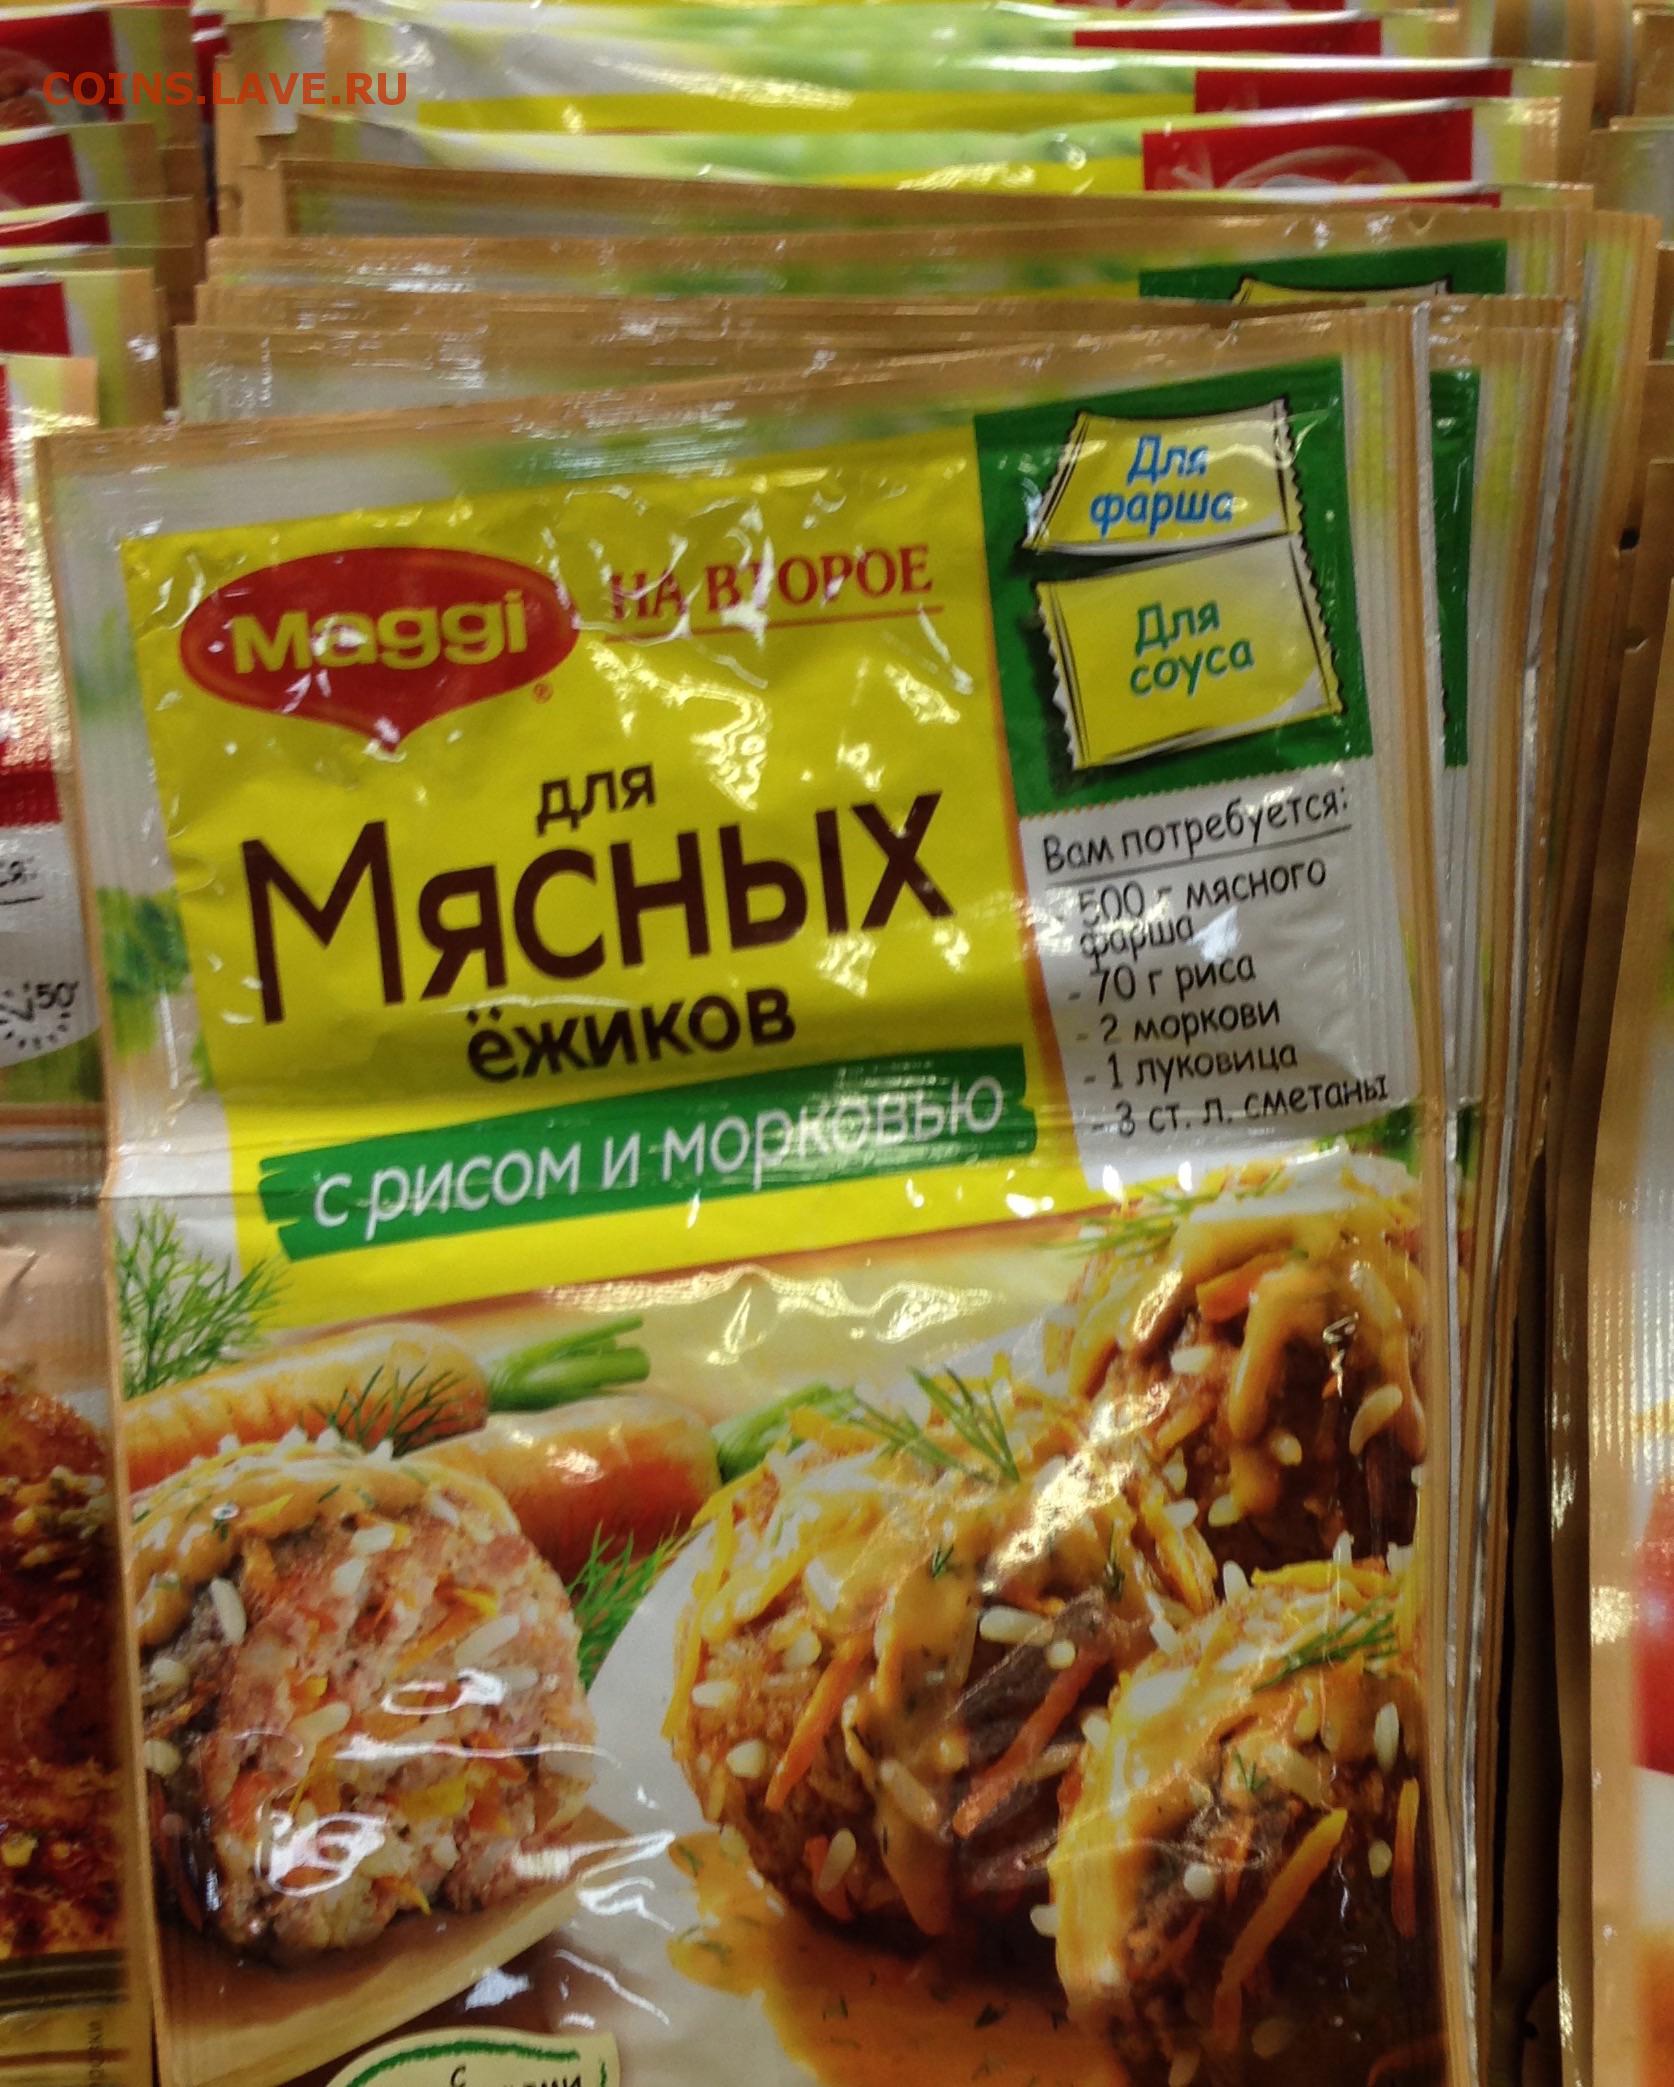 COINS.LAVE.RU
Maggi
®
НА ВТОРОЕ
для
Мясных
ёжиков
с рисом и морковью
Для
фарша
Для
соуса
Вам потребуется:
- 500 г мясного
фарша
- 70 г риса
- 2 моркови
- 1 луковица
- 3 ст. л. сметаны
50'
с